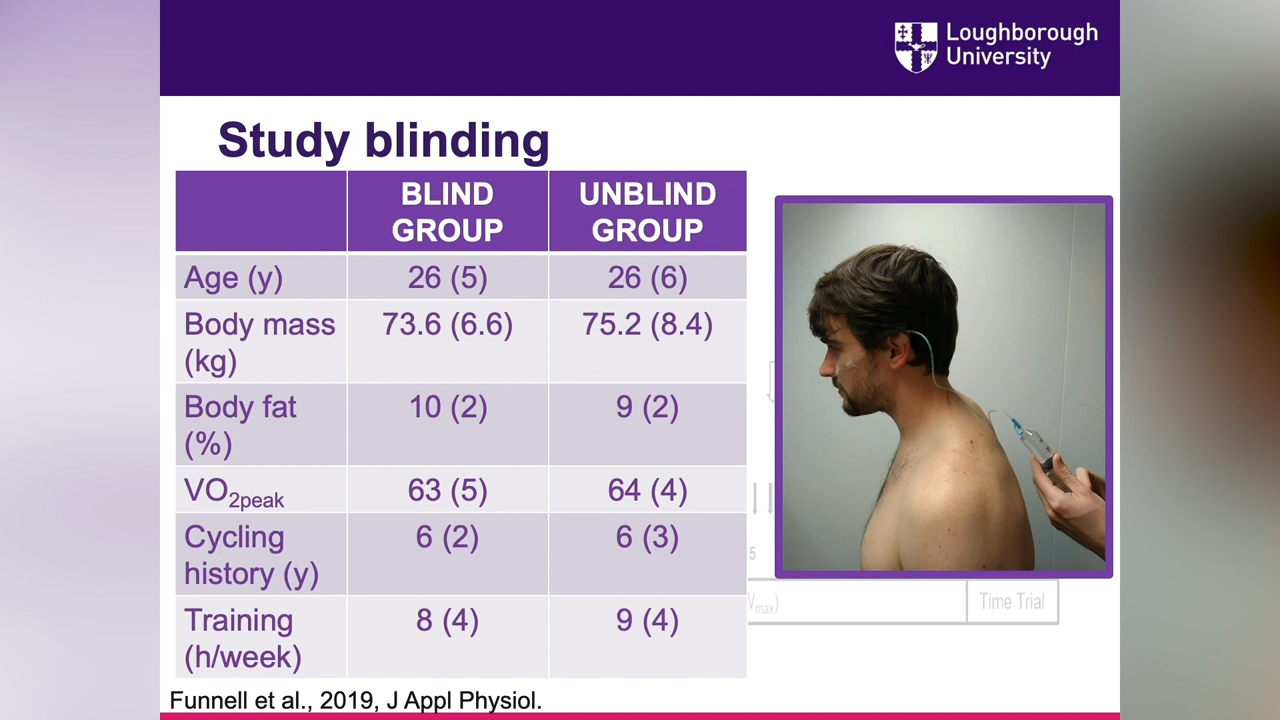 Loughborough
University
Study blinding
BLIND
GROUP
UNBLIND
GROUP
Age (y)
26 (5)
26 (6)
Body mass
(kg)
73.6 (6.6)
75.2 (8.4)
Body fat
(%)
10 (2)
9 (2)
VO2peak
63 (5)
64 (4)
Cycling
history (y)
6 (2)
6 (3)
Training
(h/week)
8 (4)
9 (4)
5
max)
Time Trial
Funnell et al., 2019, J Appl Physiol.